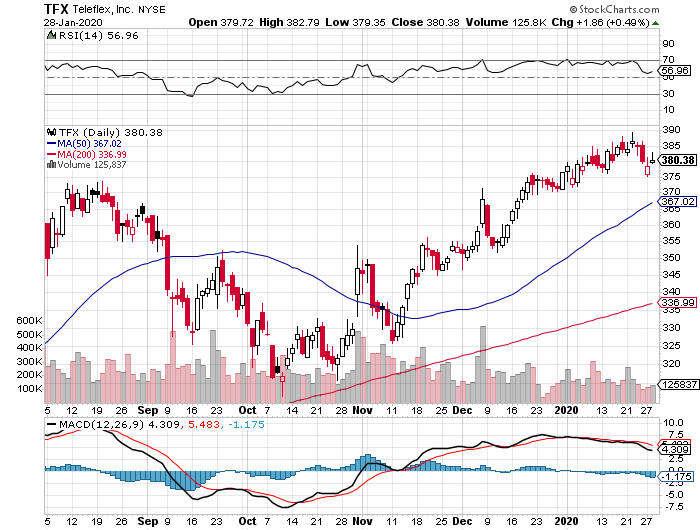 TFX Teleflex, Inc. NYSE © StockCharts.com
28-Jan-2020 Open 379.72 High 382.79 Low 379.35 Close 380.38 Volume 125.8K Chg +1.86 (+0.49%)
RSI(14) 56.96
90
70
56.96
30
10
TFX (Daily) 380.38
MA(50) 367.02
MA(200) 336.99
Volume 125,837
390
385
380.38
375
370
367.02
365
360
355
350
345
340
336.99
335
330
325
320
125837
600K
500K
400K
300K
200K
100K
5 12 19 26 Sep 9 16 23 Oct 7 14 21 28 Nov 11 18 25 Dec 9 16 23 2020 13 21 27
MACD(12,26,9) 4.309, 5.483, -1.175
10.0
7.5
5.483
4.309
2.5
0.0
-1.175
-2.5
-5.0
-7.5
5 12 19 26 Sep 9 16 23 Oct 7 14 21 28 Nov 11 18 25 Dec 9 16 23 2020 13 21 27